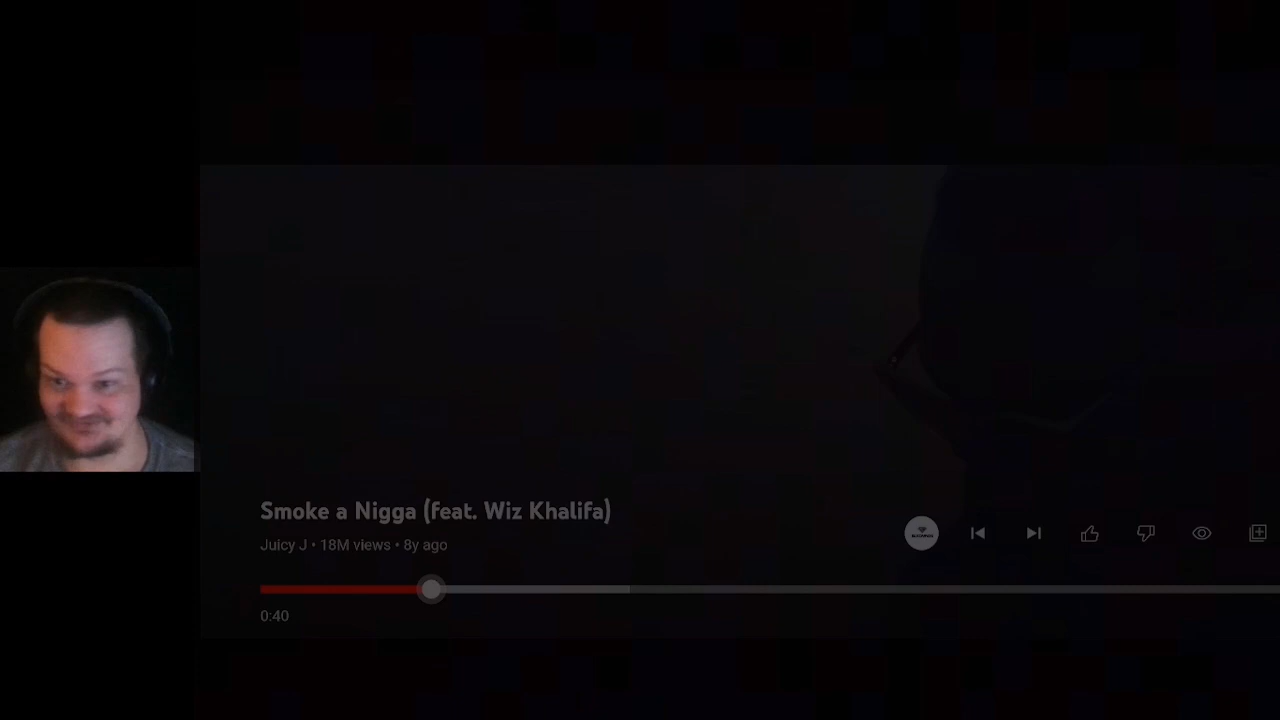 Smoke a Nigga (feat. Wiz Khalifa)
Juicy J • 18M views • 8y ago
0:40